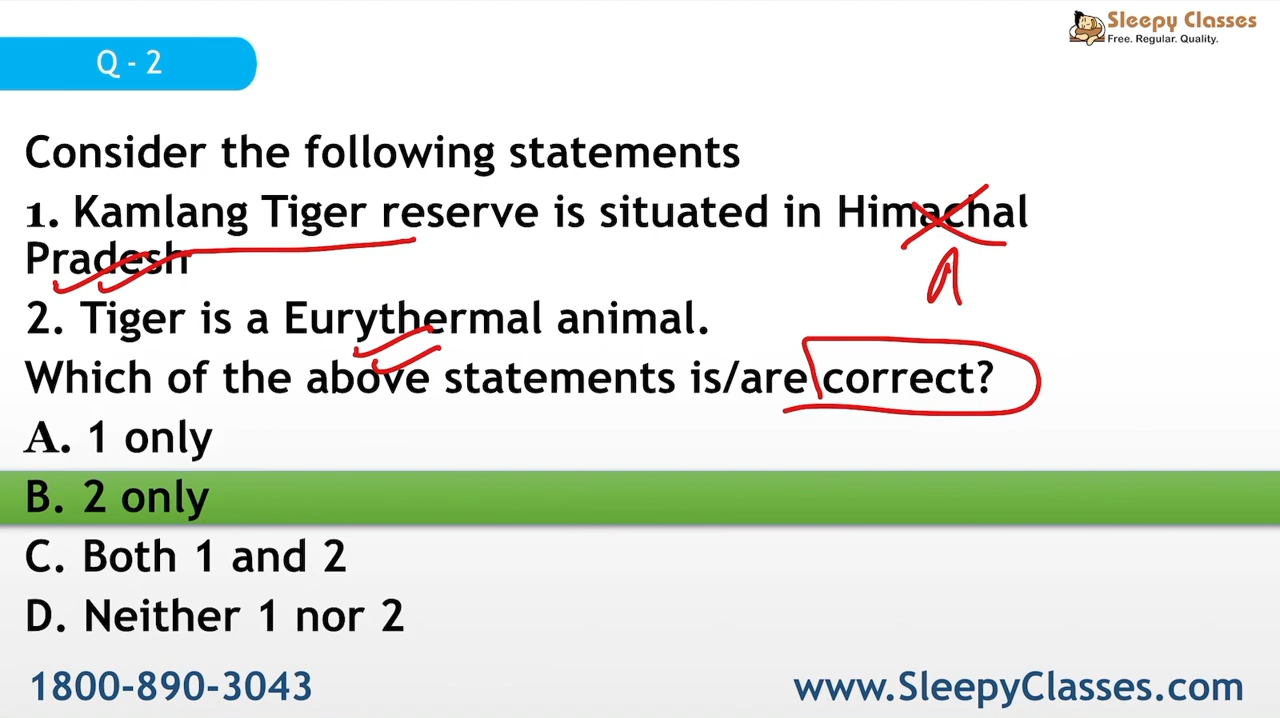 Sleepy Classes
Free. Regular. Quality.
Q - 2
Consider the following statements
1. Kamlang Tiger reserve is situated in Himachal
Pradesh
a
2. Tiger is a Eurythermal animal.
Which of the above statements is/are correct?
A. 1 only
B. 2 only
C. Both 1 and 2
D. Neither 1 nor 2
1800-890-3043
www.SleepyClasses.com